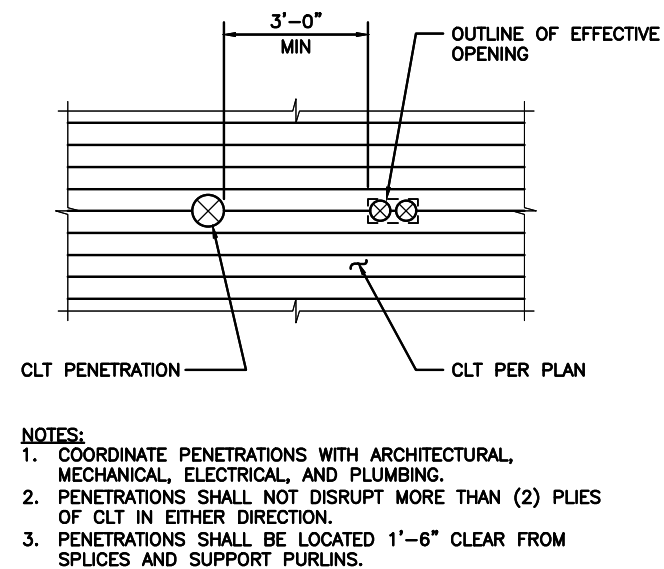 3'-0"
MIN
OUTLINE OF EFFECTIVE
OPENING
CLT PENETRATION
CLT PER PLAN
NOTES:
1. COORDINATE PENETRATIONS WITH ARCHITECTURAL,
MECHANICAL, ELECTRICAL, AND PLUMBING.
2. PENETRATIONS SHALL NOT DISRUPT MORE THAN (2) PLIES
OF CLT IN EITHER DIRECTION.
3. PENETRATIONS SHALL BE LOCATED 1'-6" CLEAR FROM
SPLICES AND SUPPORT PURLINS.